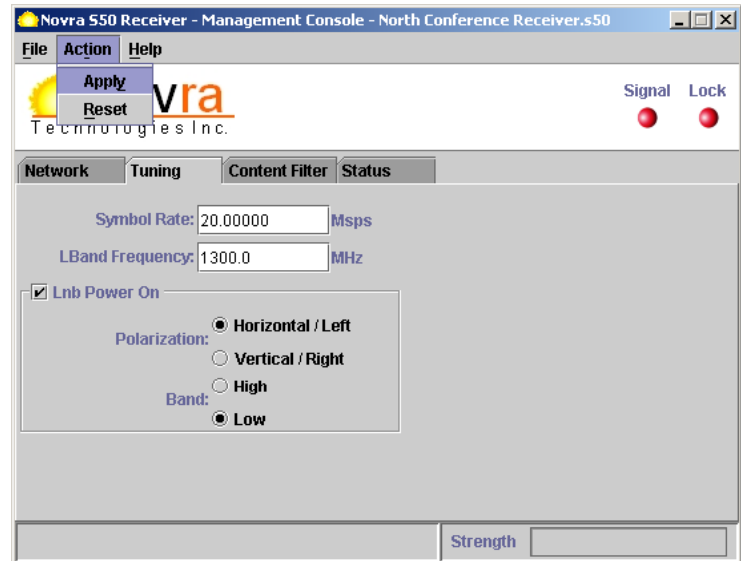 Novra S50 Receiver - Management Console - North Conference Receiver.s50
File Action Help
Apply
Reset
vra
Technologies Inc.
Signal Lock
Network Tuning Content Filter Status
Symbol Rate: 20.00000 Msps
LBand Frequency: 1300.0 MHz
Lnb Power On
Polarization: Horizontal / Left
Vertical / Right
Band: High
Low
Strength